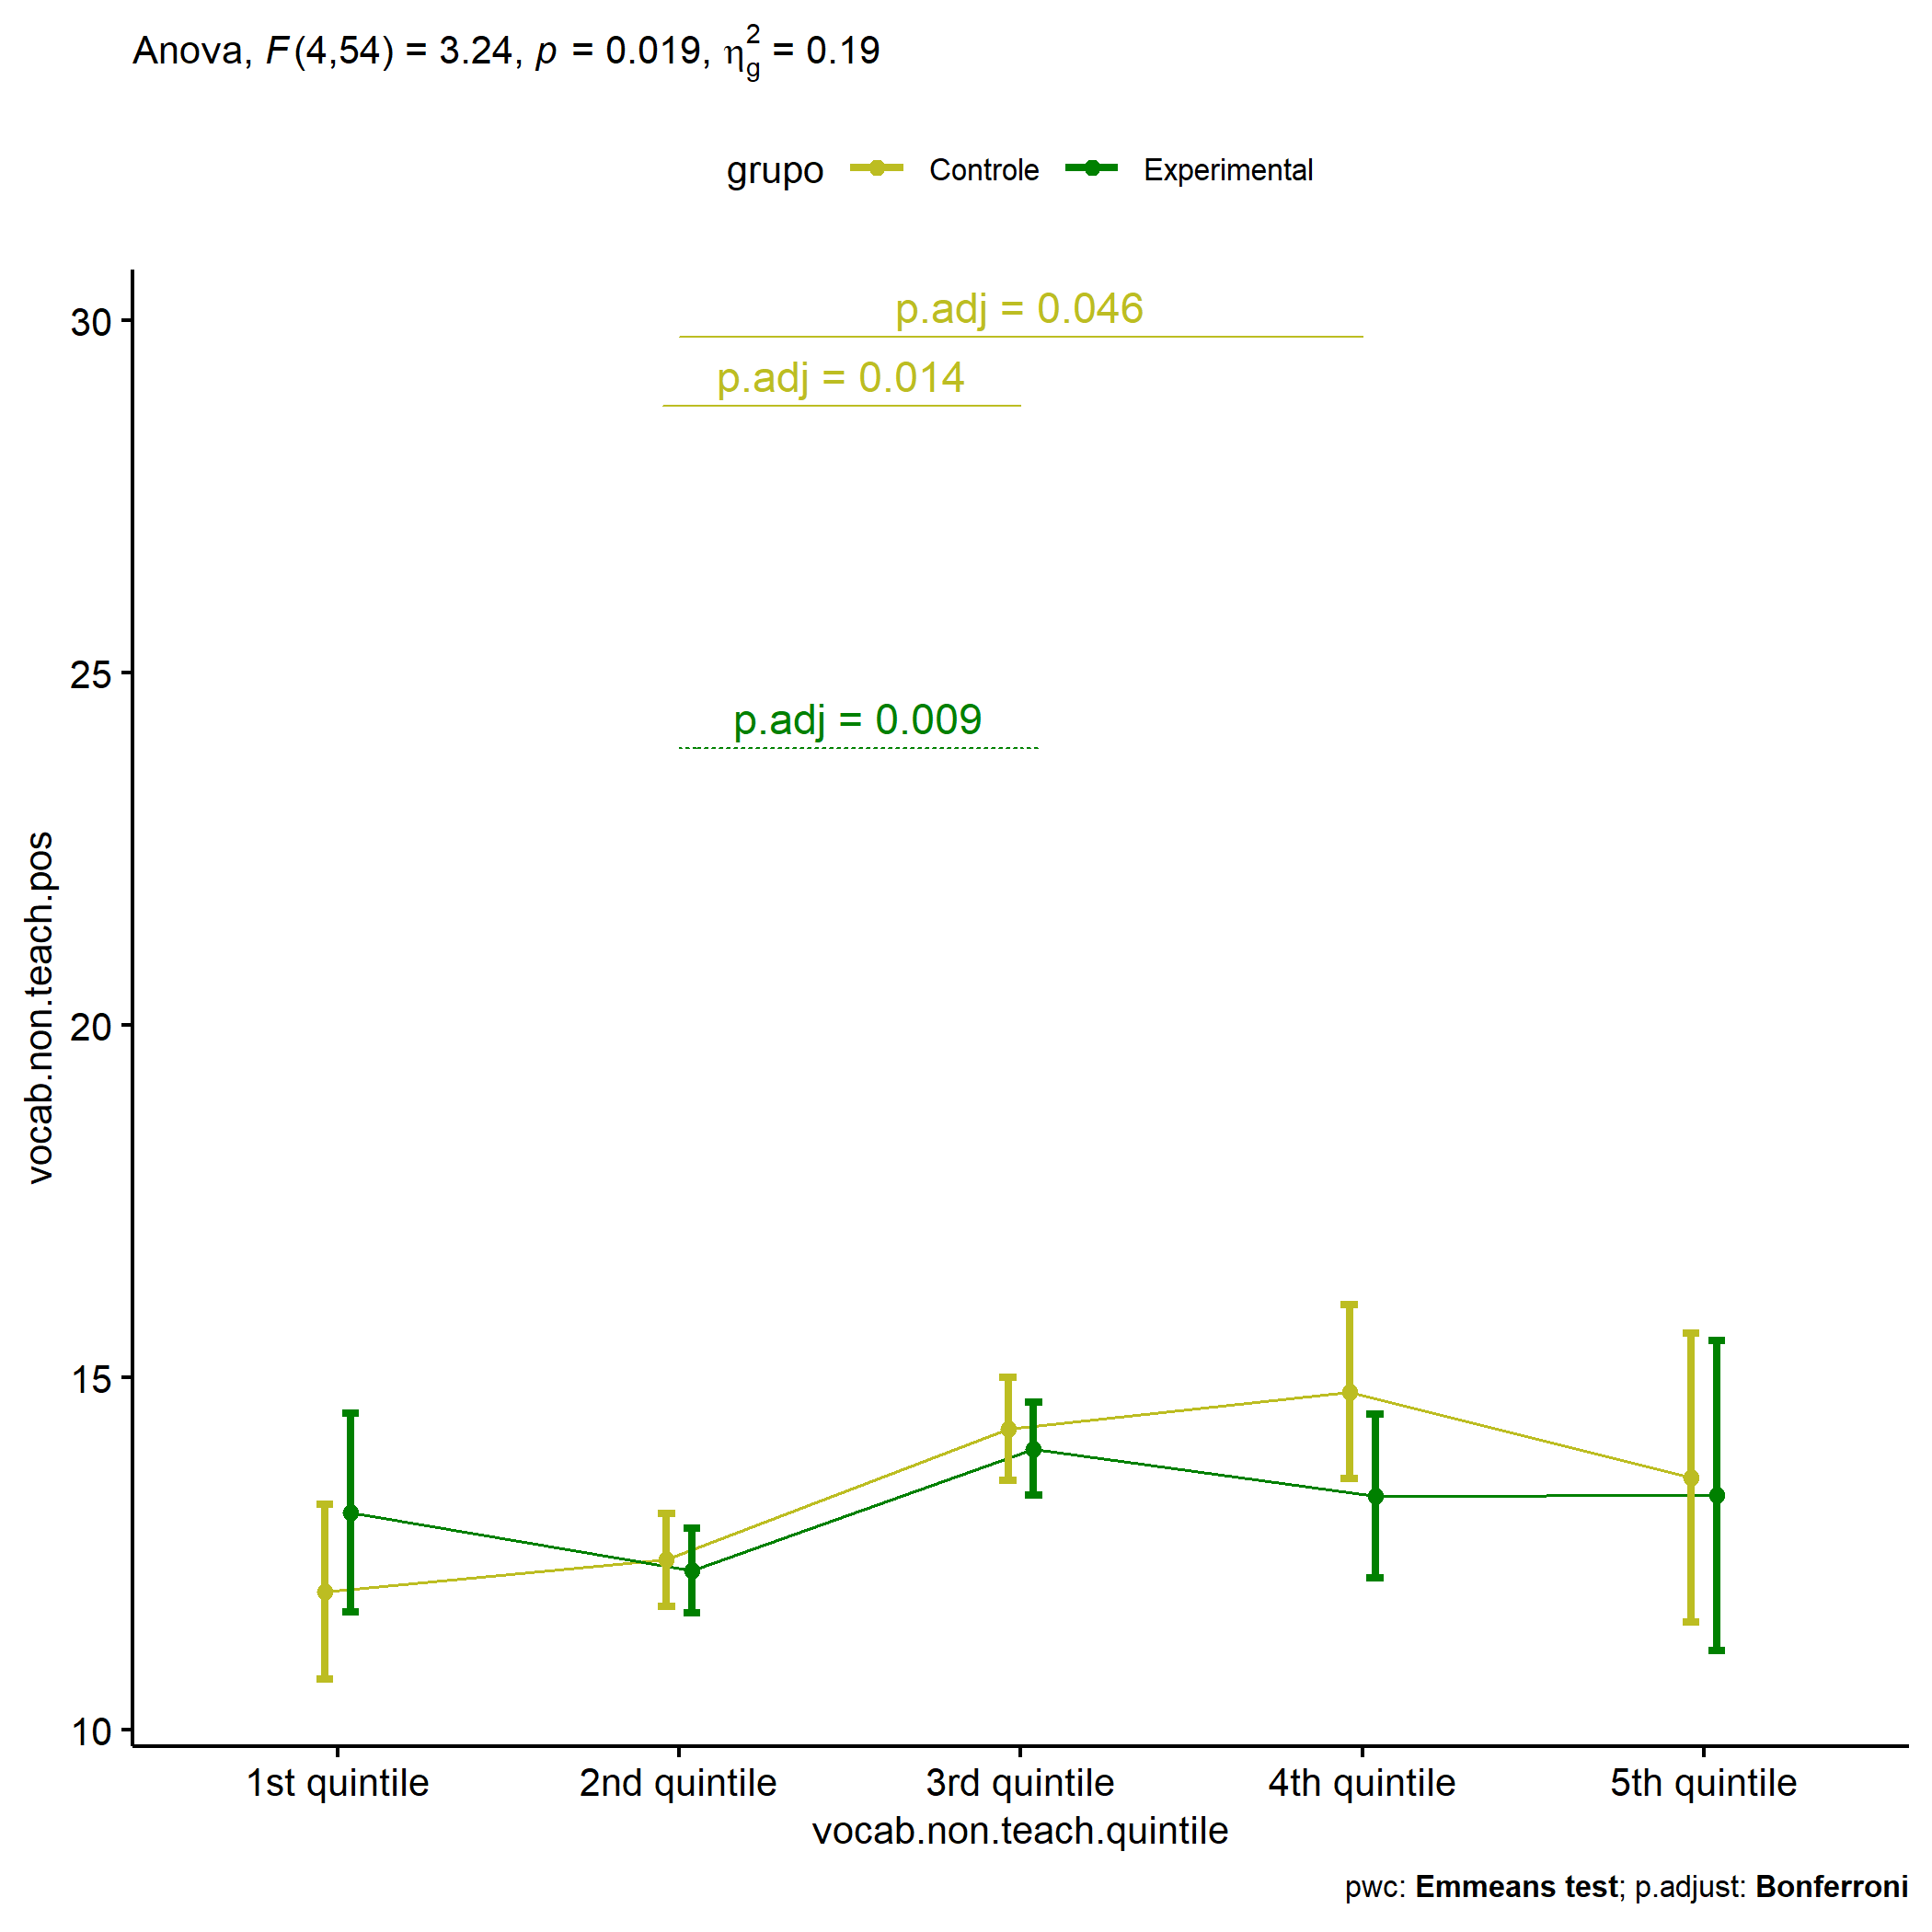 Anova, F(4,54) = 3.24, p = 0.019, η²g = 0.19
grupo Controle Experimental
30
p.adj = 0.046
p.adj = 0.014
25
p.adj = 0.009
20
15
10
vocab.non.teach.pos
1st quintile 2nd quintile 3rd quintile 4th quintile 5th quintile
vocab.non.teach.quintile
pwc: Emmeans test; p.adjust: Bonferroni